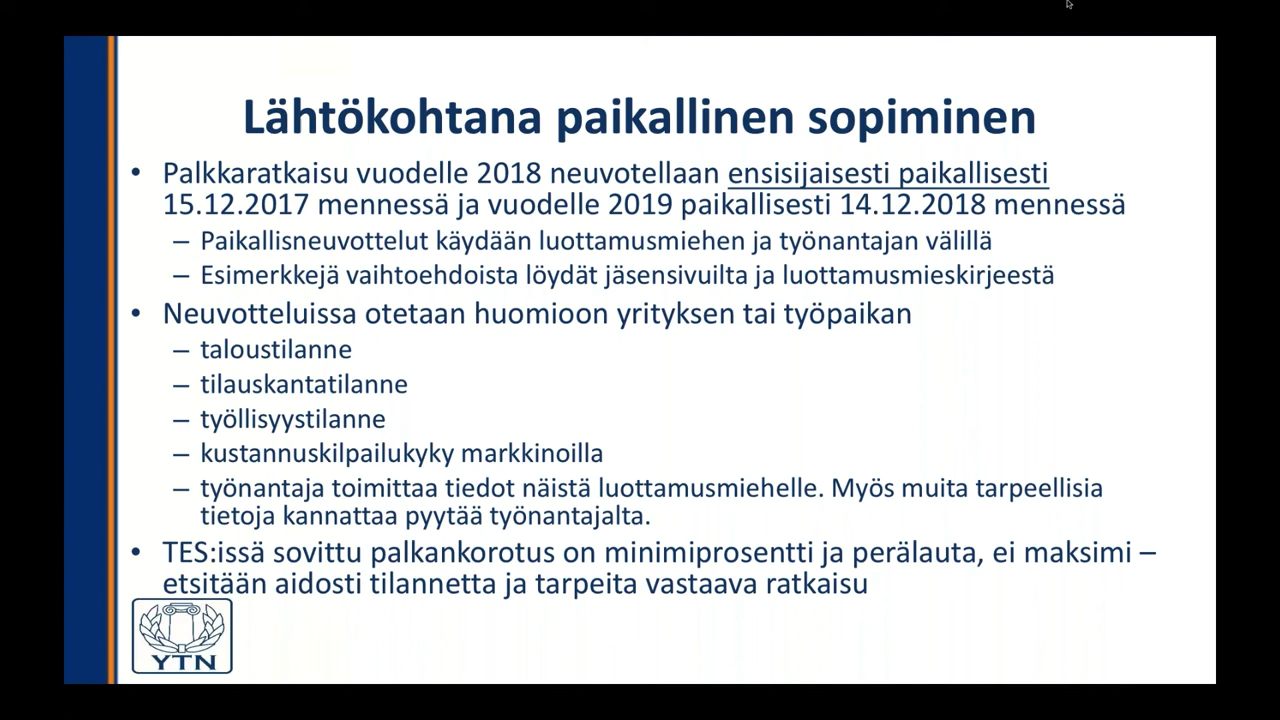 Lähtökohtana paikallinen sopiminen
• Palkkaratkaisu vuodelle 2018 neuvotellaan ensisijaisesti paikallisesti
15.12.2017 mennessä ja vuodelle 2019 paikallisesti 14.12.2018 mennessä
– Paikallisneuvottelut käydään luottamusmiehen ja työnantajan välillä
– Esimerkkejä vaihtoehdoista löydät jäsensivuilta ja luottamusmieskirjeestä
• Neuvotteluissa otetaan huomioon yrityksen tai työpaikan
– taloustilanne
– tilauskantatilanne
– työllisyystilanne
– kustannuskilpailukyky markkinoilla
– työnantaja toimittaa tiedot näistä luottamusmiehelle. Myös muita tarpeellisia
tietoja kannattaa pyytää työnantajalta.
• TES:issä sovittu palkankorotus on minimiprosentti ja perälauta, ei maksimi –
etsitään aidosti tilannetta ja tarpeita vastaava ratkaisu
YTN